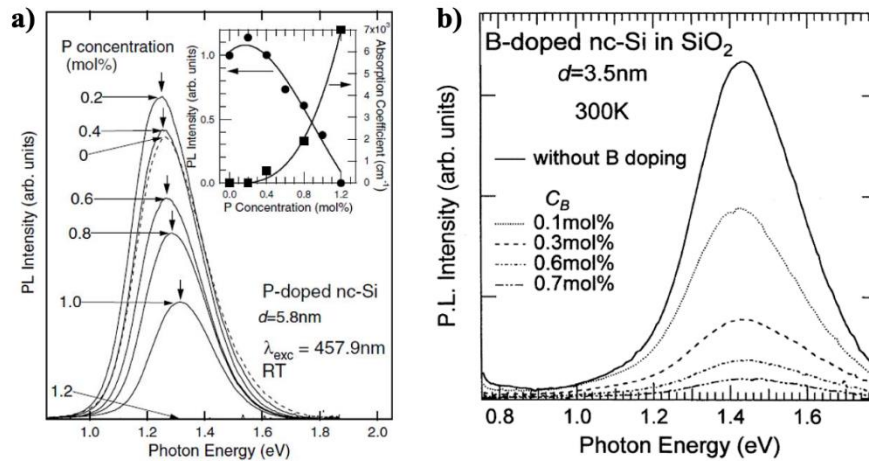 a)
P concentration
(mol%)
0.2
0.4
0
0.6
0.8
1.0
1.2
PL Intensity (arb. units)
1.0
0.5
0.0
0.0 0.4 0.8 1.2
P Concentration (mol%)
7x10³
6
5
4
3
2
1
0
Absorption Coefficient (cm⁻¹)
P-doped nc-Si
d=5.8nm
λexc = 457.9nm
RT
PL Intensity (arb. units)
1.0 1.2 1.4 1.6 1.8 2.0
Photon Energy (eV)
b)
B-doped nc-Si in SiO₂
d=3.5nm
300K
without B doping
C_B
0.1mol%
0.3mol%
0.6mol%
0.7mol%
P.L. Intensity (arb. units)
0.8 1.0 1.2 1.4 1.6
Photon Energy (eV)